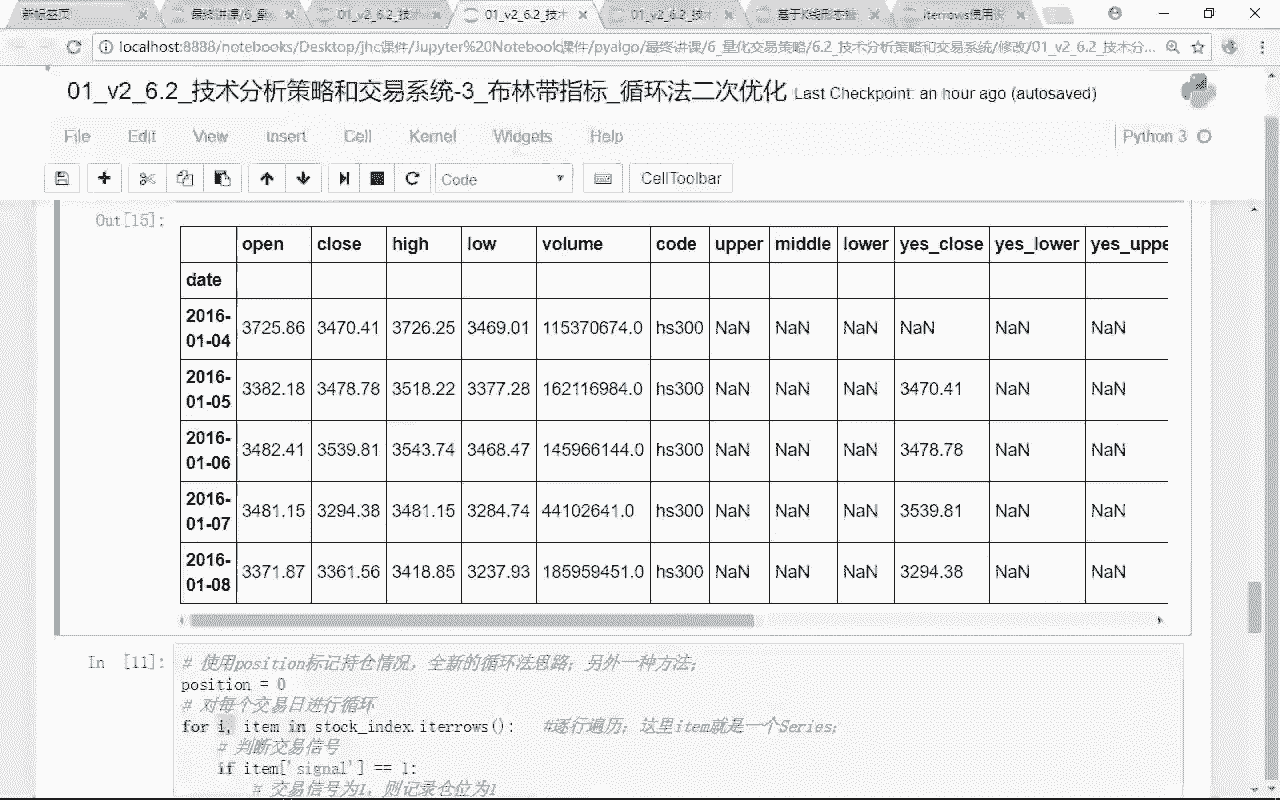 新标签页
01_v2_6.2_技术
01_v2_6.2_技术
01_v2_6.2_技术
基于K线形态
iterrows使用
localhost:8888/notebooks/Desktop/jhc课件/Jupyter%20Notebook课件/pyalgo/最终讲课/6_量化交易策略/6.2_技术分析策略和交易系统/修改/01_v2_6.2_技术分...
01_v2_6.2_技术分析策略和交易系统-3_布林带指标_循环法二次优化 Last Checkpoint: an hour ago (autosaved)
File Edit View Insert Cell Kernel Widgets Help Python 3
Code CellToolbar
Out[15]:
open close high low volume code upper middle lower yes_close yes_lower yes_uppe
date
2016-01-04 3725.86 3470.41 3726.25 3469.01 115370674.0 hs300 NaN NaN NaN NaN NaN NaN
2016-01-05 3382.18 3478.78 3518.22 3377.28 162116984.0 hs300 NaN NaN NaN 3470.41 NaN NaN
2016-01-06 3482.41 3539.81 3543.74 3468.47 145966144.0 hs300 NaN NaN NaN 3478.78 NaN NaN
2016-01-07 3481.15 3294.38 3481.15 3284.74 44102641.0 hs300 NaN NaN NaN 3539.81 NaN NaN
2016-01-08 3371.87 3361.56 3418.85 3237.93 185959451.0 hs300 NaN NaN NaN 3294.38 NaN NaN
In [11]: # 使用position标记持仓情况，全新的循环法思路；另外一种方法；
position = 0
# 对每个交易日进行循环
for i, item in stock_index.iterrows(): #逐行遍历；这里item就是一个Series；
# 判断交易信号
if item['signal'] == 1:
# 交易信号为1，则记录仓位为1